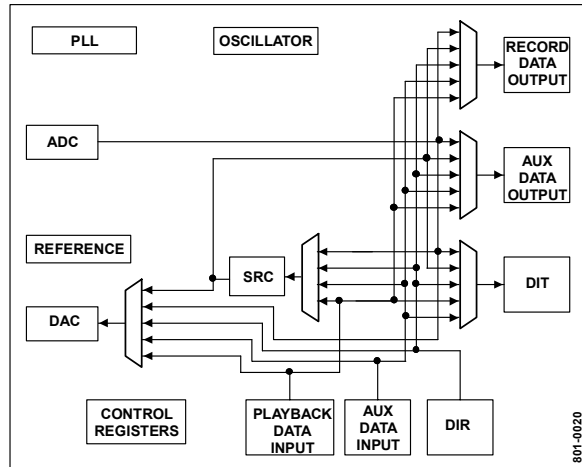 PLL
OSCILLATOR
RECORD
DATA
OUTPUT
ADC
AUX
DATA
OUTPUT
REFERENCE
SRC
DIT
DAC
CONTROL
REGISTERS
PLAYBACK
DATA
INPUT
AUX
DATA
INPUT
DIR
801-0020